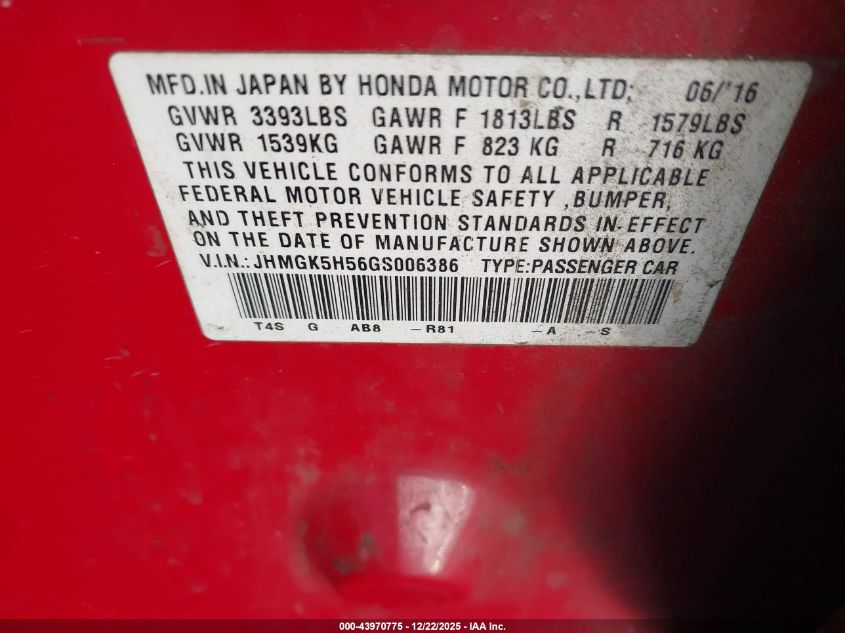 MFD.IN JAPAN BY HONDA MOTOR CO.,LTD; 06/'16
GVWR 3393LBS GAWR F 1813LBS R 1579LBS
GVWR 1539KG GAWR F 823 KG R 716 KG
THIS VEHICLE CONFORMS TO ALL APPLICABLE
FEDERAL MOTOR VEHICLE SAFETY ,BUMPER,
AND THEFT PREVENTION STANDARDS IN EFFECT
ON THE DATE OF MANUFACTURE SHOWN ABOVE.
V.I.N.: JHMGK5H56GS006386 TYPE:PASSENGER CAR
T4S G AB8 -R81 -A -S
000-43970775 - 12/22/2025 - IAA Inc.